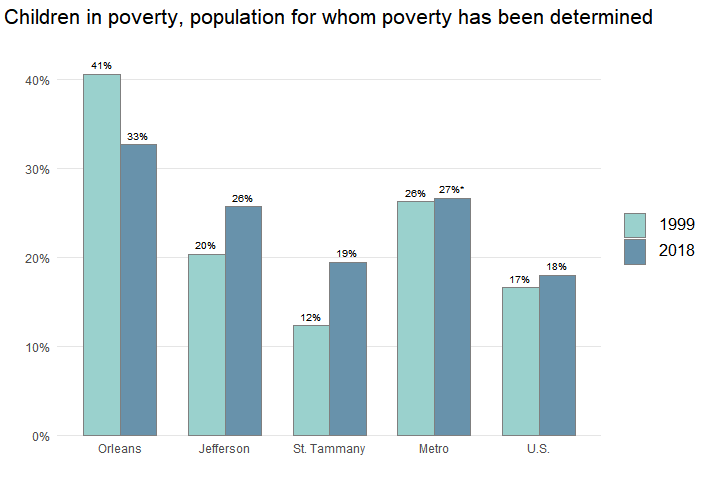 Children in poverty, population for whom poverty has been determined
41%
40%
33%
30%
27%*
26%
26%
20%
19%
18%
17%
20%
12%
10%
0%
1999
2018
Orleans
Jefferson
St. Tammany
Metro
U.S.